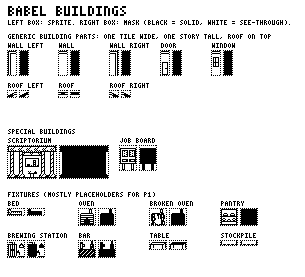 BABEL BUILDINGS
LEFT BOX: SPRITE. RIGHT BOX: MASK (BLACK = SOLID, WHITE = SEE-THROUGH).
GENERIC BUILDING PARTS: ONE TILE WIDE, ONE STORY TALL, ROOF ON TOP
WALL LEFT WALL WALL RIGHT DOOR WINDOW
ROOF LEFT ROOF ROOF RIGHT
SPECIAL BUILDINGS
SCRIPTORIUM JOB BOARD
FIXTURES (MOSTLY PLACEHOLDERS FOR P1)
BED OVEN BROKEN OVEN PANTRY
BREWING STATION BAR TABLE STOCKPILE